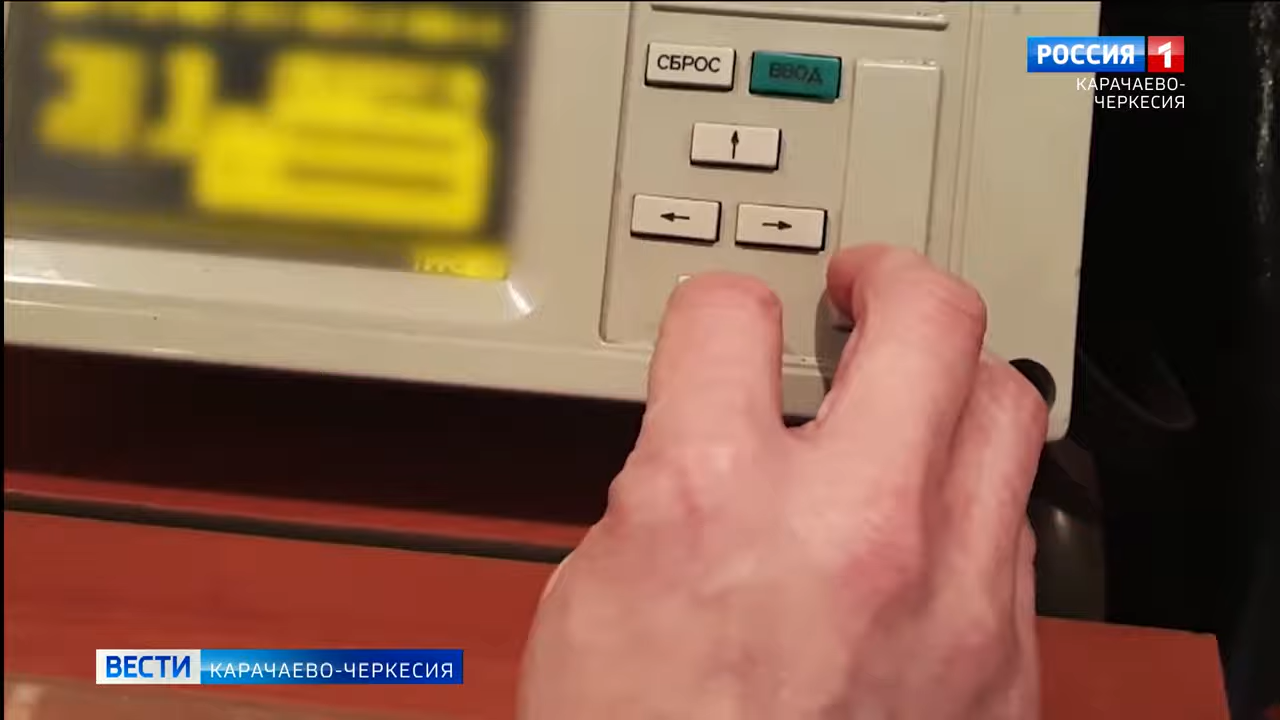 СБРОС
ВВОД
РОССИЯ 1
КАРАЧАЕВО-
ЧЕРКЕСИЯ
ВЕСТИ КАРАЧАЕВО-ЧЕРКЕСИЯ